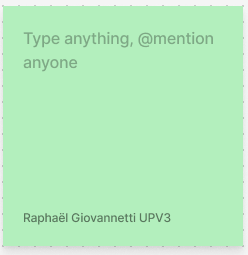 Type anything, @mention
anyone
Raphaël Giovannetti UPV3